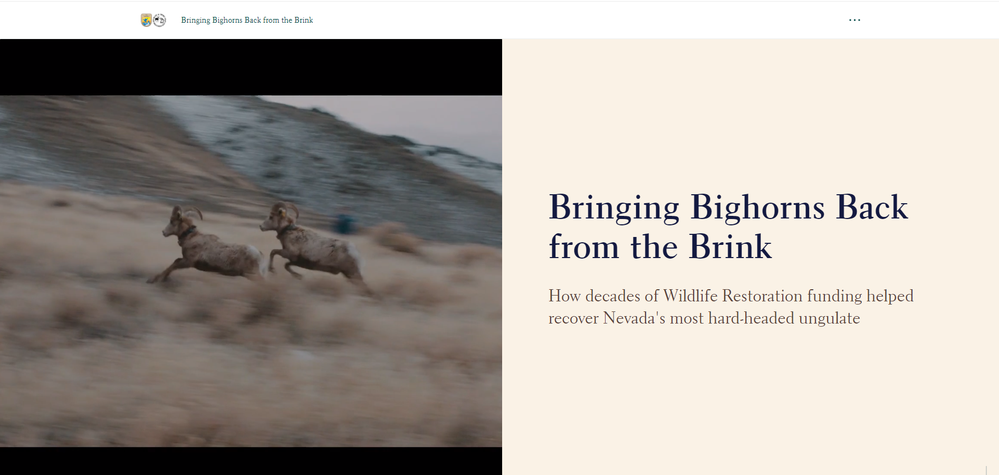 Bringing Bighorns Back from the Brink
Bringing Bighorns Back
from the Brink
How decades of Wildlife Restoration funding helped
recover Nevada's most hard-headed ungulate